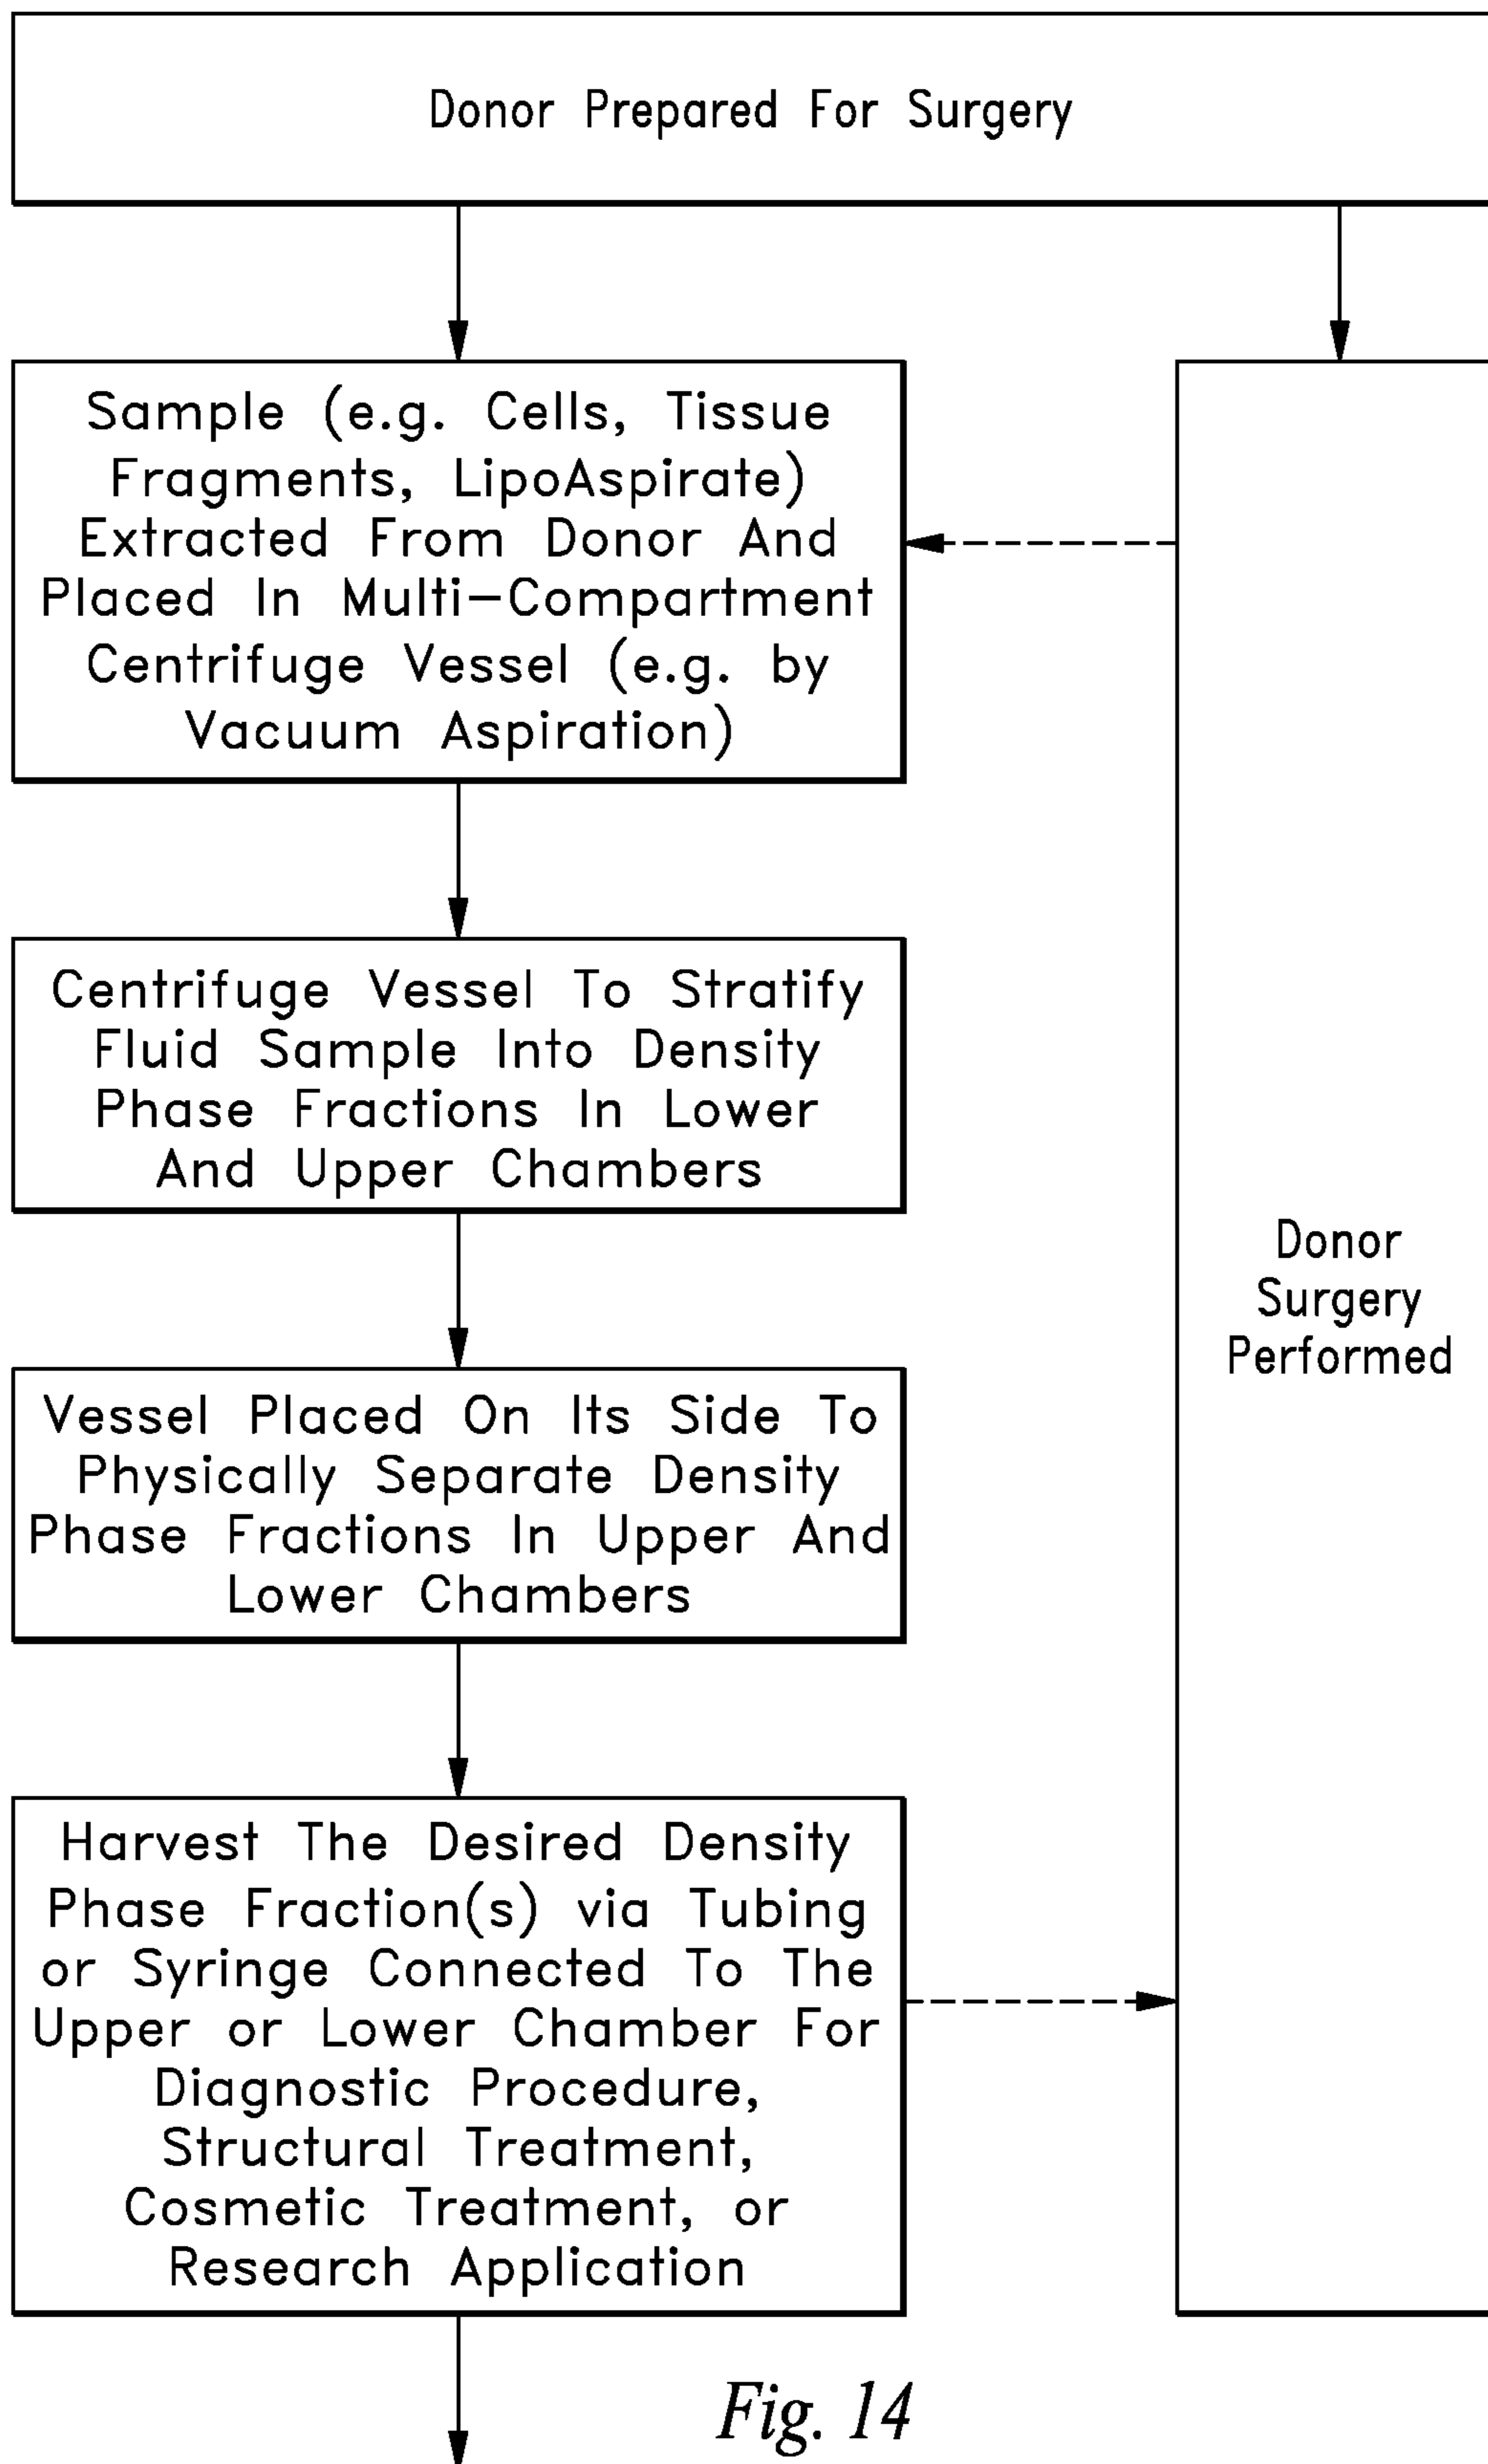 Donor Prepared For Surgery
Sample (e.g. Cells, Tissue
Fragments, LipoAspirate)
Extracted From Donor And
Placed In Multi-Compartment
Centrifuge Vessel (e.g. by
Vacuum Aspiration)
Centrifuge Vessel To Stratify
Fluid Sample Into Density
Phase Fractions In Lower
And Upper Chambers
Donor
Surgery
Performed
Vessel Placed On Its Side To
Physically Separate Density
Phase Fractions In Upper And
Lower Chambers
Harvest The Desired Density
Phase Fraction(s) via Tubing
or Syringe Connected To The
Upper or Lower Chamber For
Diagnostic Procedure,
Structural Treatment,
Cosmetic Treatment, or
Research Application
Fig. 14